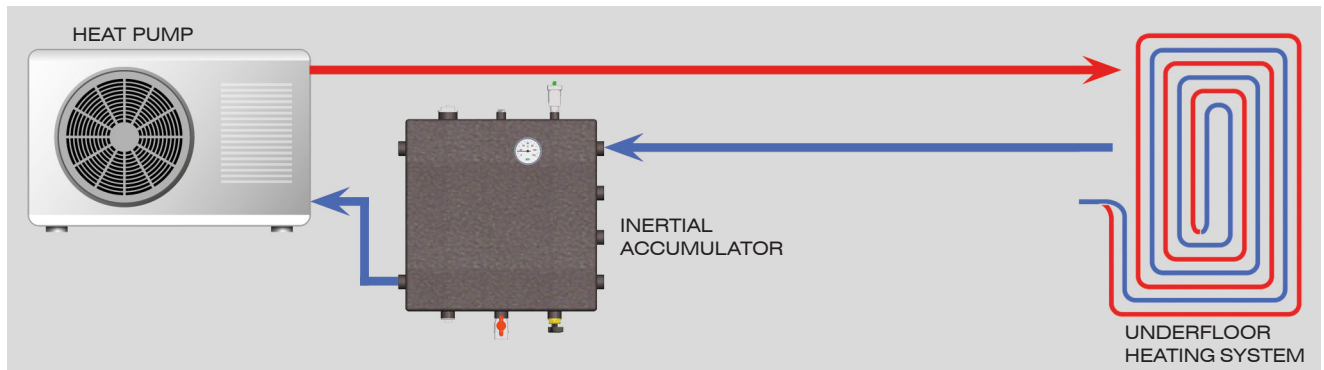 HEAT PUMP
INERTIAL
ACCUMULATOR
UNDERFLOOR
HEATING SYSTEM